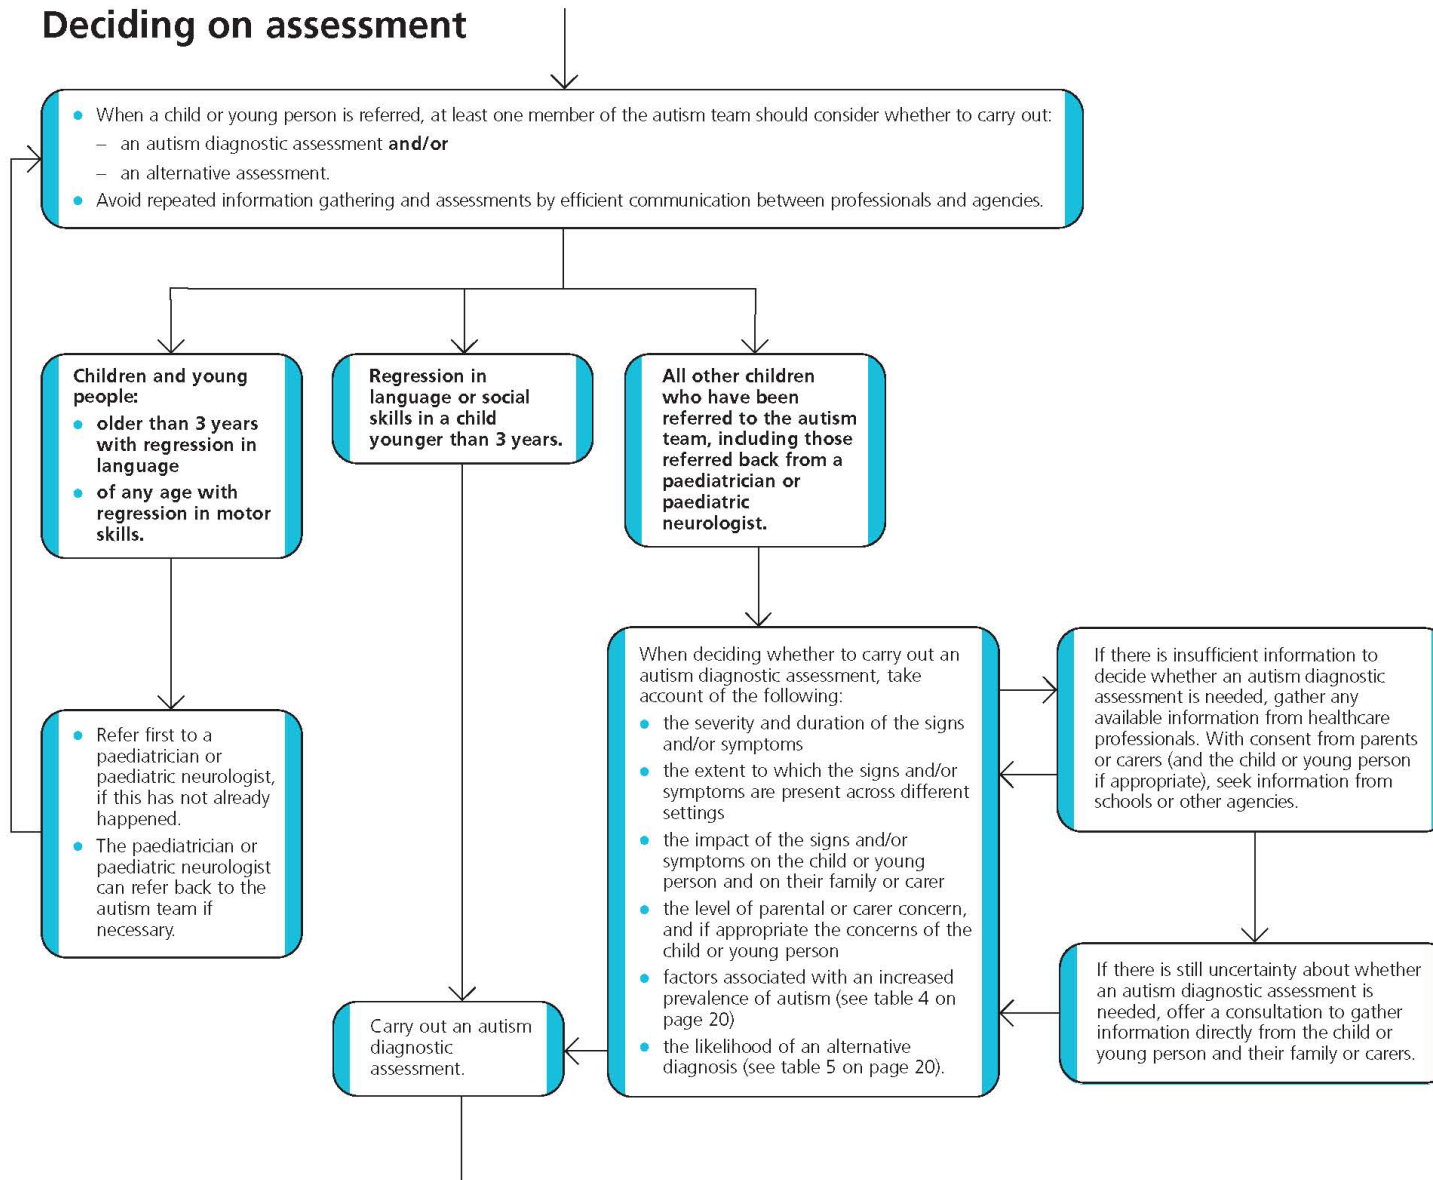 Deciding on assessment
• When a child or young person is referred, at least one member of the autism team should consider whether to carry out:
– an autism diagnostic assessment and/or
– an alternative assessment.
• Avoid repeated information gathering and assessments by efficient communication between professionals and agencies.
Children and young
people:
• older than 3 years
with regression in
language
• of any age with
regression in motor
skills.
Regression in
language or social
skills in a child
younger than 3 years.
All other children
who have been
referred to the autism
team, including those
referred back from a
paediatrician or
paediatric
neurologist.
• Refer first to a
paediatrician or
paediatric neurologist,
if this has not already
happened.
• The paediatrician or
paediatric neurologist
can refer back to the
autism team if
necessary.
When deciding whether to carry out an
autism diagnostic assessment, take
account of the following:
• the severity and duration of the signs
and/or symptoms
• the extent to which the signs and/or
symptoms are present across different
settings
• the impact of the signs and/or
symptoms on the child or young
person and on their family or carer
• the level of parental or carer concern,
and if appropriate the concerns of the
child or young person
• factors associated with an increased
prevalence of autism (see table 4 on
page 20)
• the likelihood of an alternative
diagnosis (see table 5 on page 20).
If there is insufficient information to
decide whether an autism diagnostic
assessment is needed, gather any
available information from healthcare
professionals. With consent from parents
or carers (and the child or young person
if appropriate), seek information from
schools or other agencies.
If there is still uncertainty about whether
an autism diagnostic assessment is
needed, offer a consultation to gather
information directly from the child or
young person and their family or carers.
Carry out an autism
diagnostic
assessment.